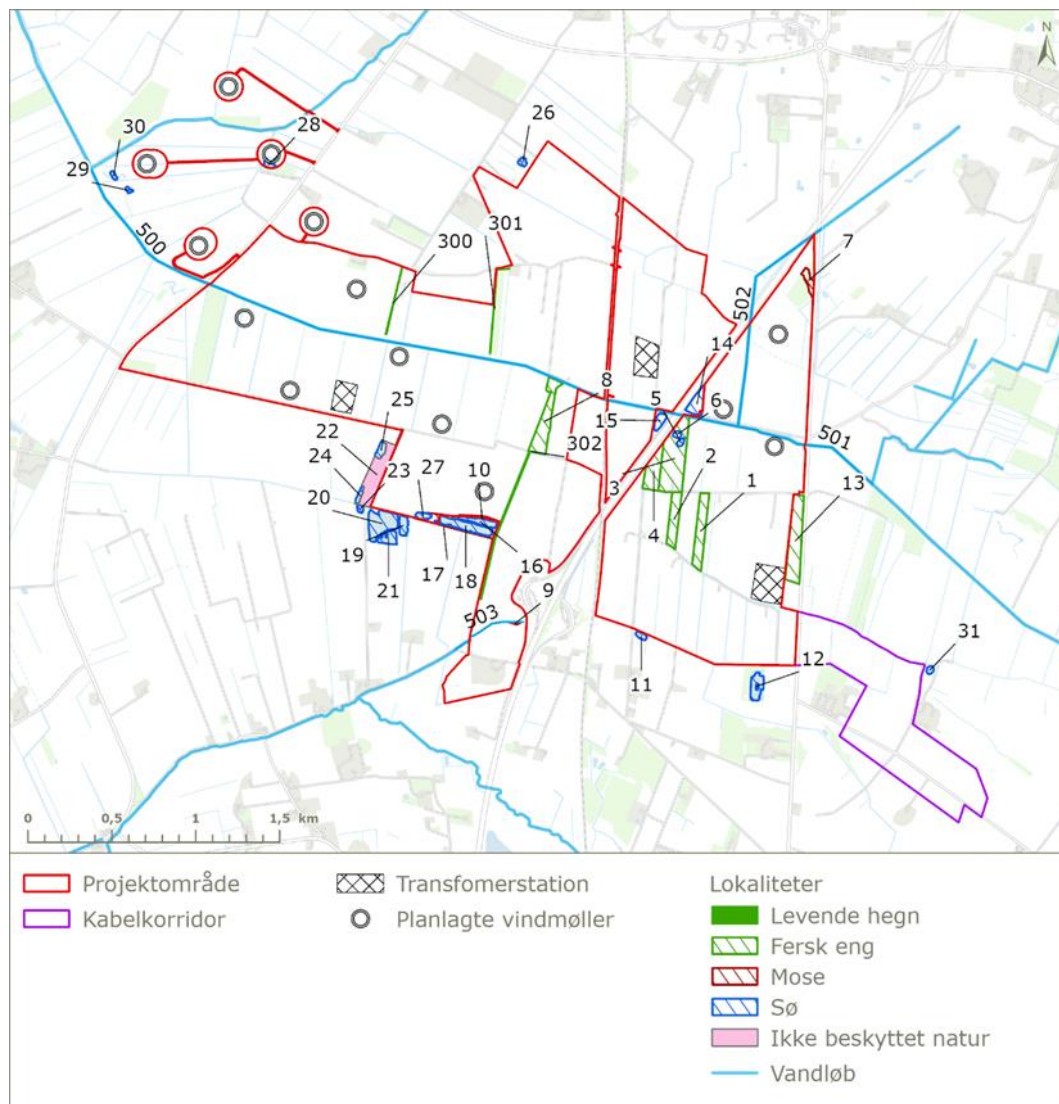 N
26
28
30
29
7
301
300
500
502
14
8
5
6
15
501
302
25
22
2
1
24
23
27
10
3
13
20
4
19
17
18
16
21
503
9
31
12
11
0 0,5 1 1,5 km
Projektområde
Kabelkorridor
Transfomerstation
Planlagte vindmøller
Lokaliteter
Levende hegn
Fersk eng
Mose
Sø
Ikke beskyttet natur
Vandløb